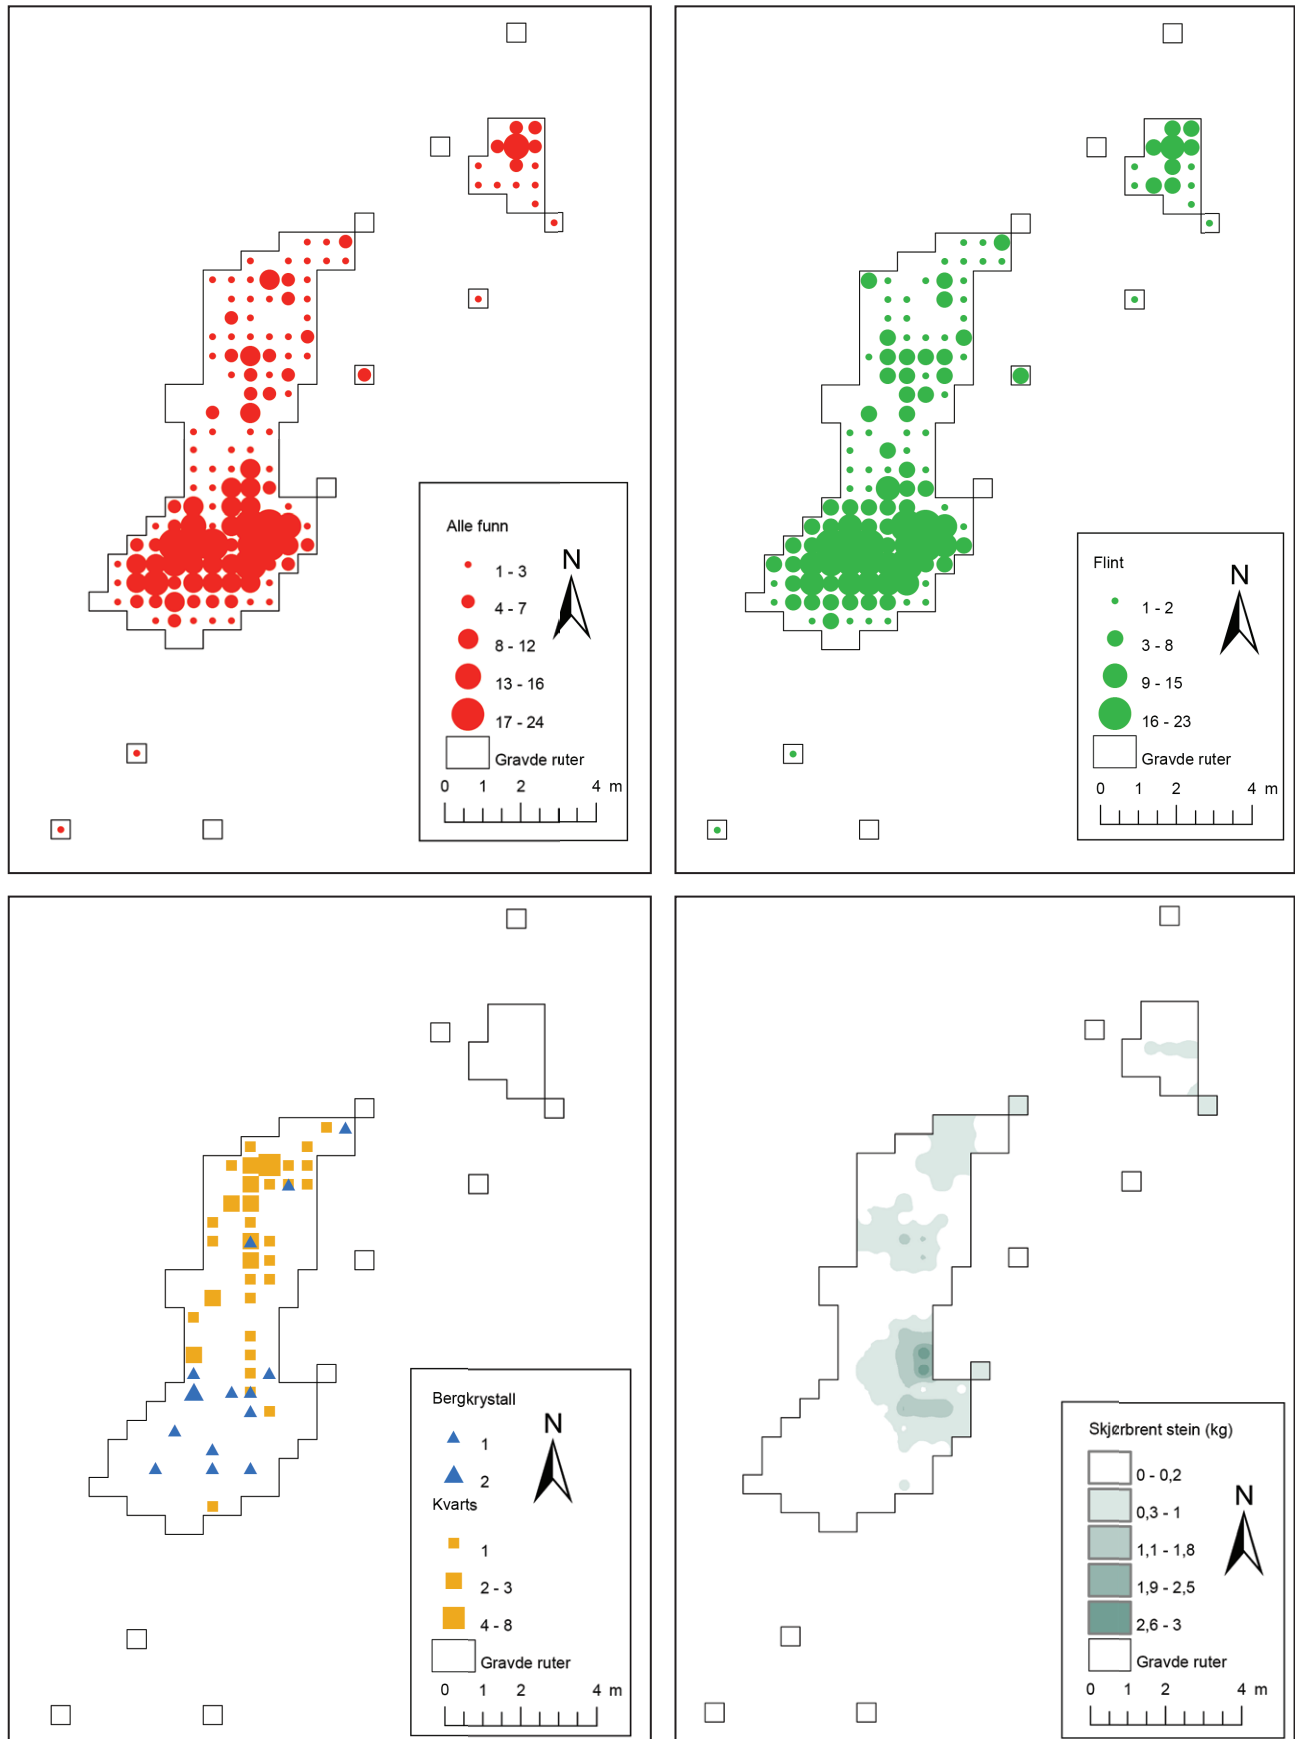 Alle funn
1 - 3
N
4 - 7
8 - 12
13 - 16
17 - 24
Gravde ruter
0 1 2 4 m
Flint
1 - 2
N
3 - 8
9 - 15
16 - 23
Gravde ruter
0 1 2 4 m
Bergkrystall
1
N
2
Kvarts
1
2 - 3
4 - 8
Gravde ruter
0 1 2 4 m
Skjørbrent stein (kg)
0 - 0,2
0,3 - 1
N
1,1 - 1,8
1,9 - 2,5
2,6 - 3
Gravde ruter
0 1 2 4 m